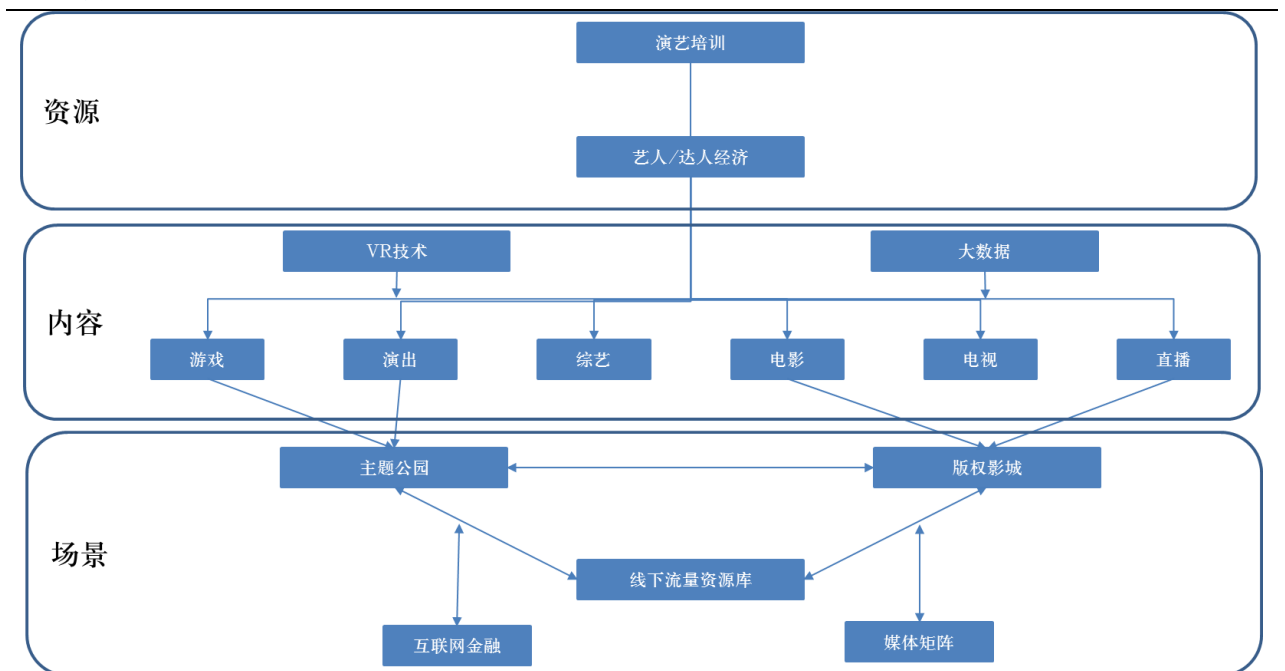 演艺培训
资源
艺人/达人经济
VR技术
大数据
内容
游戏
演出
综艺
电影
电视
直播
主题公园
版权影城
场景
线下流量资源库
互联网金融
媒体矩阵